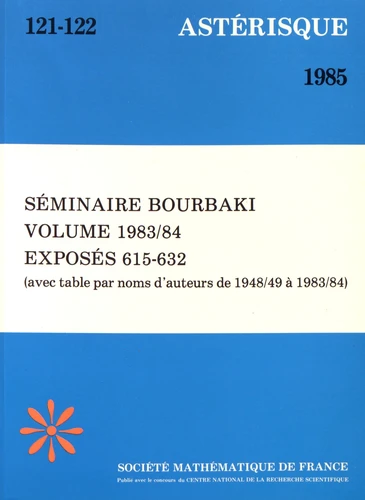 121-122 ASTÉRISQUE
1985
SÉMINAIRE BOURBAKI
VOLUME 1983/84
EXPOSÉS 615-632
(avec table par noms d'auteurs de 1948/49 à 1983/84)
SOCIÉTÉ MATHÉMATIQUE DE FRANCE
Publié avec le concours du CENTRE NATIONAL DE LA RECHERCHE SCIENTIFIQUE